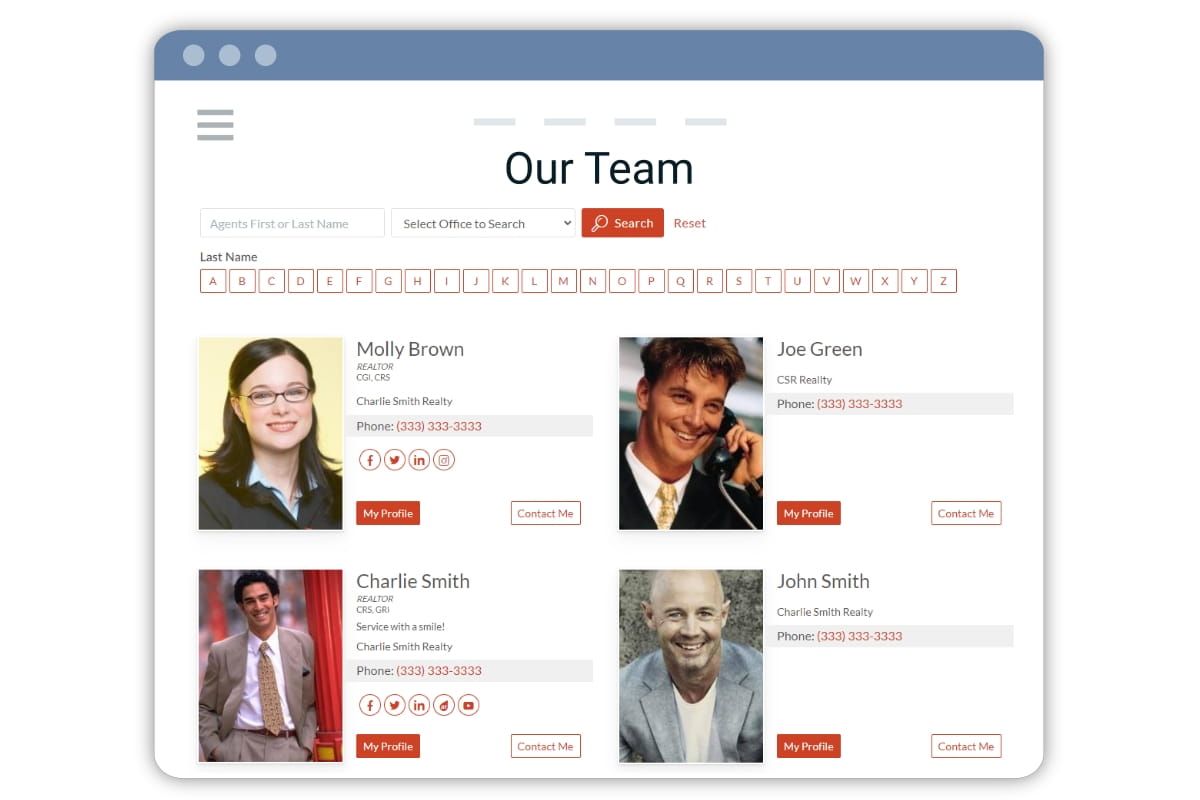 Our Team
Agents First or Last Name
Select Office to Search
Search
Reset
Last Name
A B C D E F G H I J K L M N O P Q R S T U V W X Y Z
Molly Brown
REALTOR
CGI, CRS
Charlie Smith Realty
Phone: (333) 333-3333
My Profile
Contact Me
Joe Green
CSR Reality
Phone: (333) 333-3333
My Profile
Contact Me
Charlie Smith
REALTOR
CRS, GRI
Service with a smile!
Charlie Smith Realty
Phone: (333) 333-3333
My Profile
Contact Me
John Smith
Charlie Smith Realty
Phone: (333) 333-3333
My Profile
Contact Me